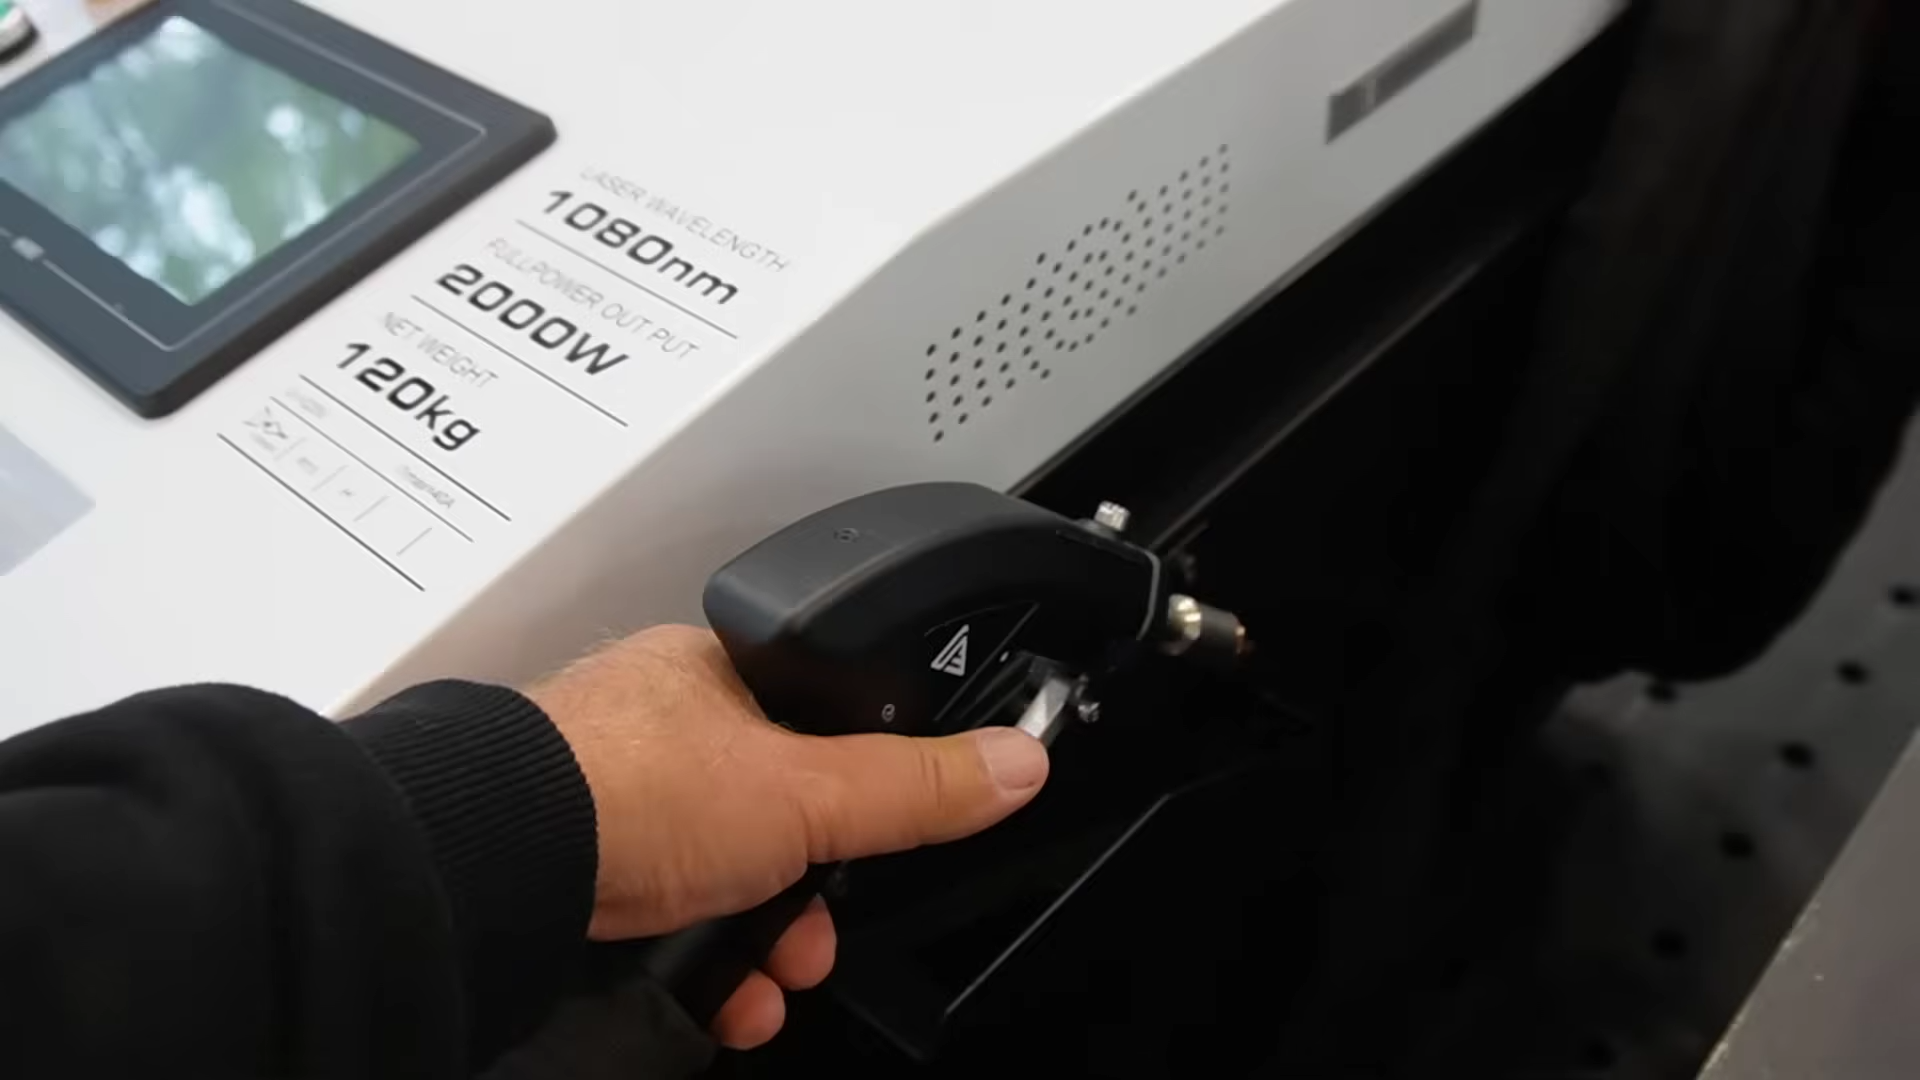 LASER WAVELENGTH
1080nm
FULLPOWER OUT PUT
2000W
NET WEIGHT
120kg